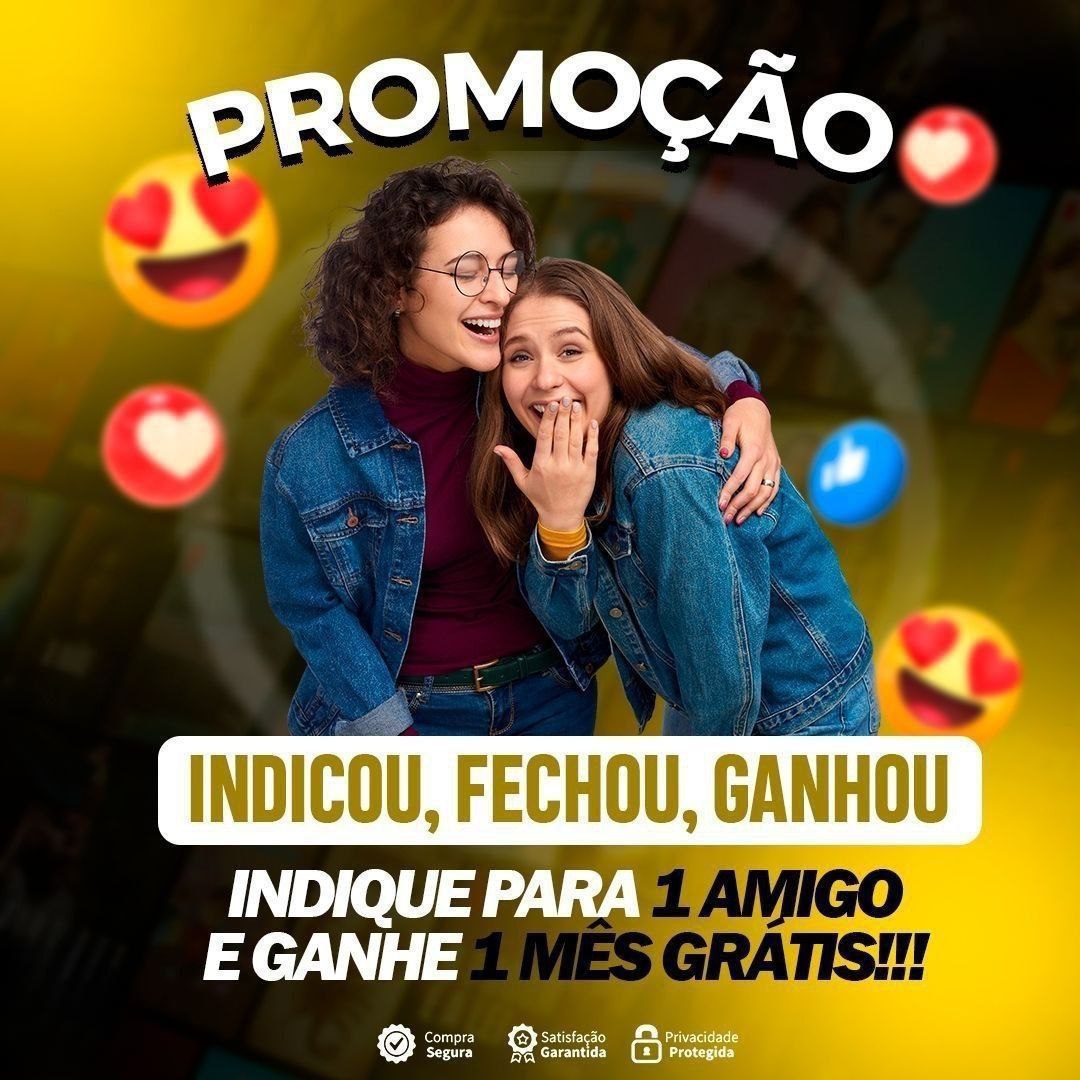 PROMOÇÃO
INDICOU, FECHOU, GANHOU
INDIQUE PARA 1 AMIGO
E GANHE 1 MÊS GRÁTIS!!!
Compra
Segura
Satisfação
Garantida
Privacidade
Protegida